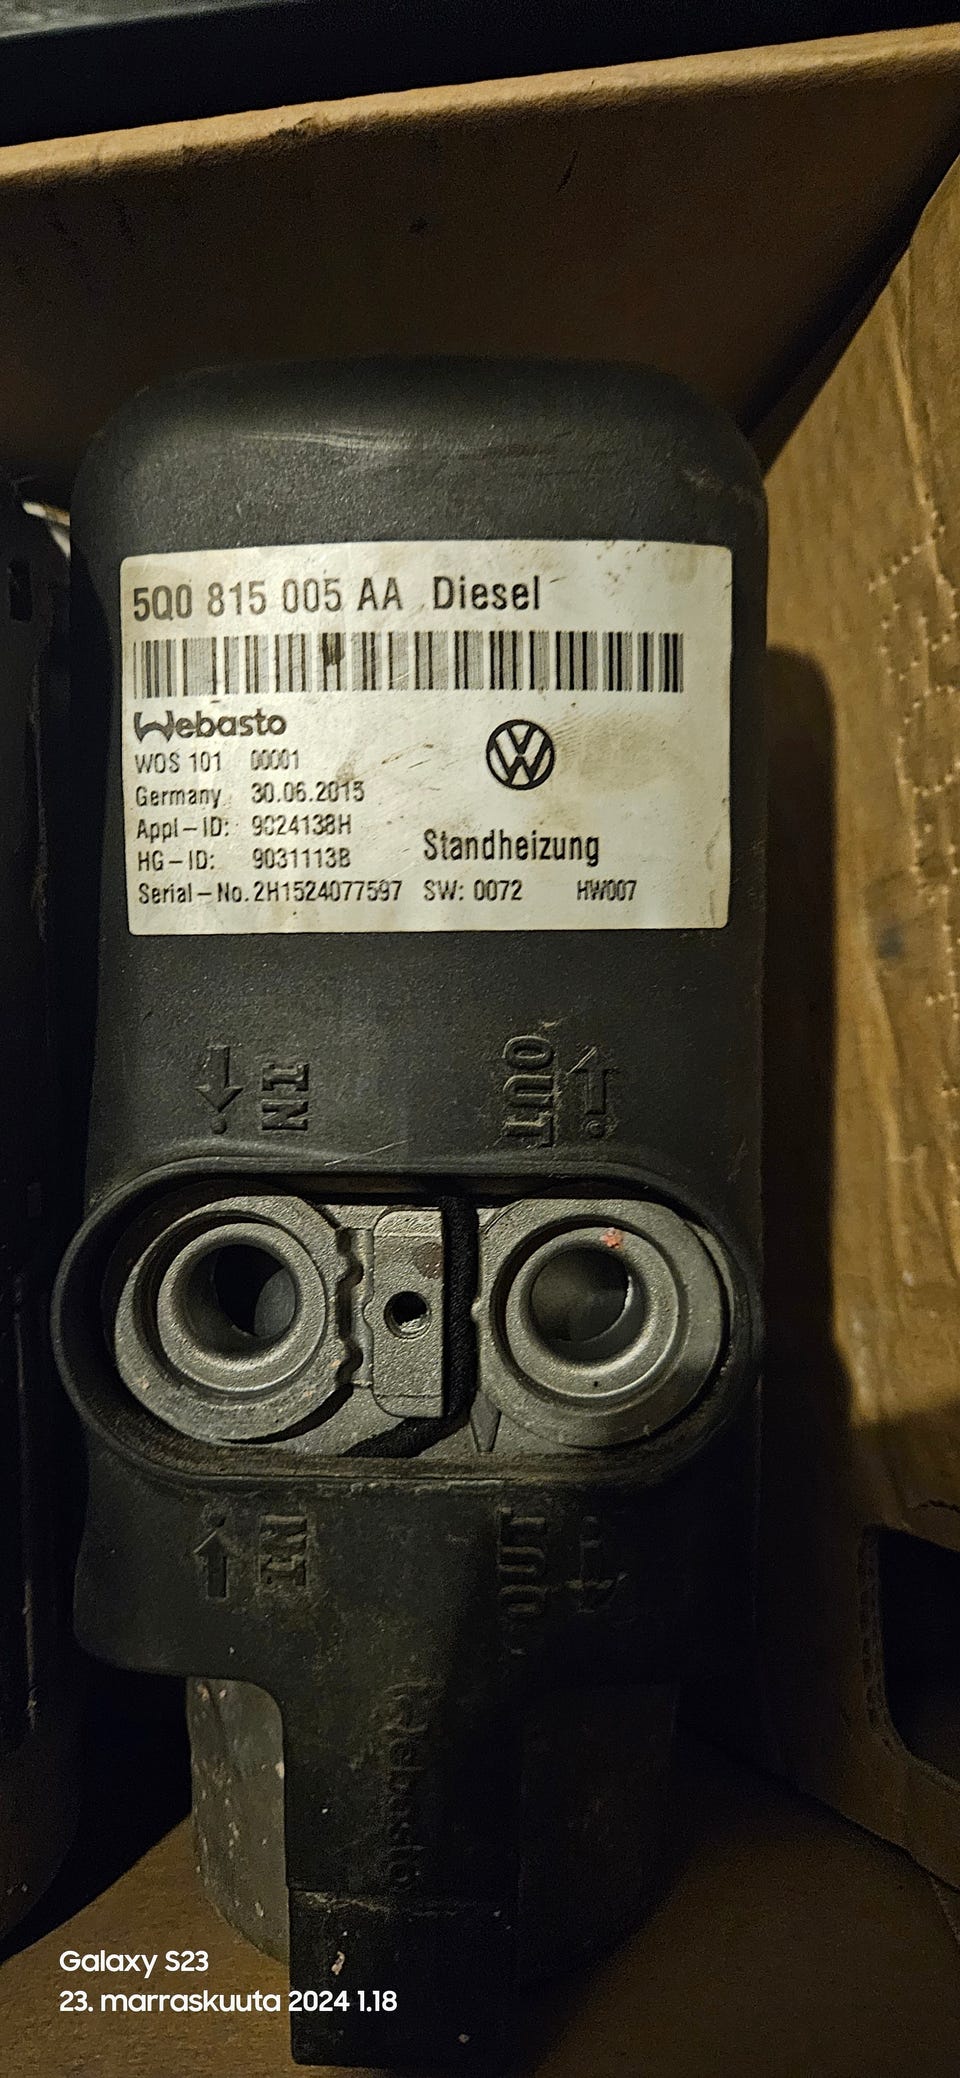 5Q0 815 005 AA Diesel
Webasto
WOS 101 00001
Germany 30.06.2015
Appl-ID: 9024138H
HG-ID: 9031113B
Standheizung
Serial-No. 2H1524077597 SW: 0072 HW007
IN OUT
IN OUT
Webasto
Galaxy S23
23. marraskuuta 2024 1.18